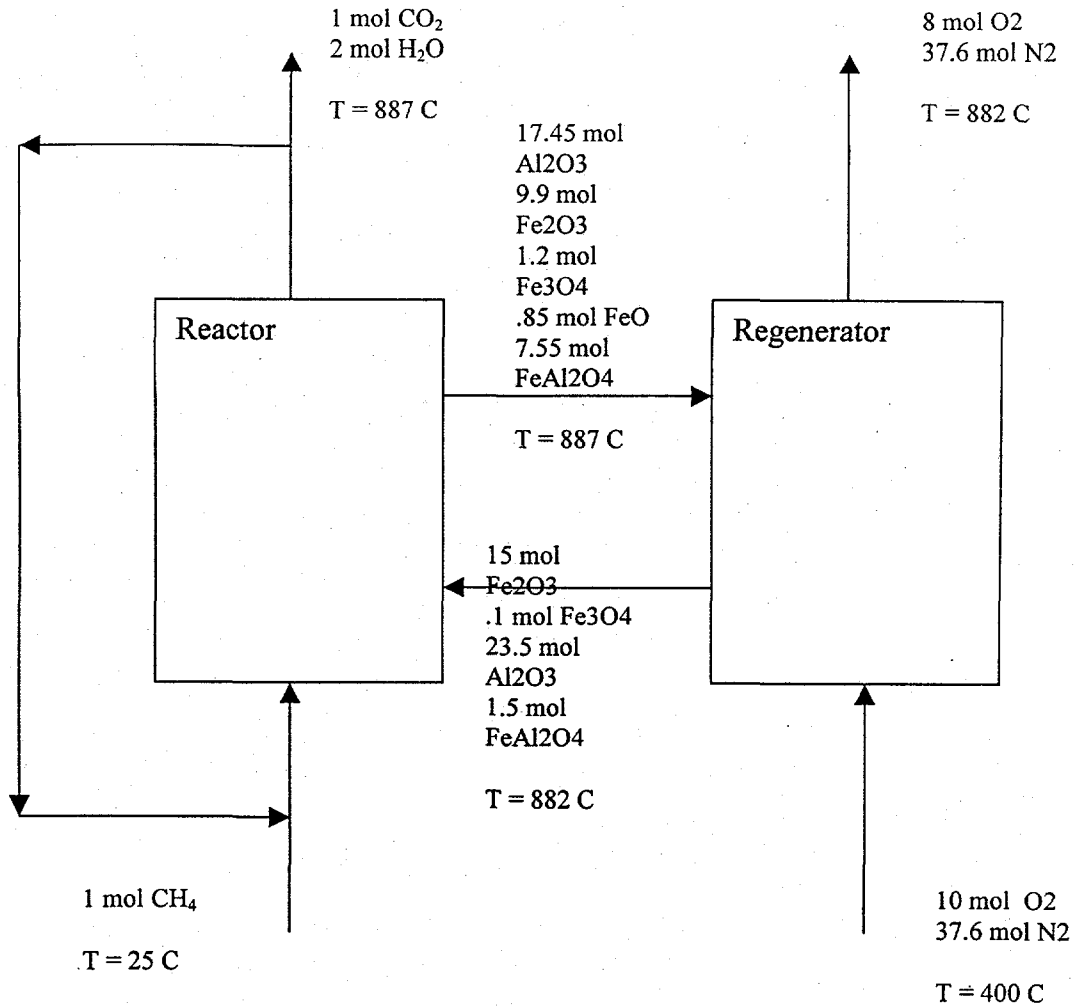 1 mol CO₂
2 mol H₂O
T = 887 C
8 mol O2
37.6 mol N2
T = 882 C
17.45 mol
Al2O3
9.9 mol
Fe2O3
1.2 mol
Fe3O4
.85 mol FeO
7.55 mol
FeAl2O4
T = 887 C
Reactor
Regenerator
15 mol
Fe2O3
.1 mol Fe3O4
23.5 mol
Al2O3
1.5 mol
FeAl2O4
T = 882 C
1 mol CH₄
T = 25 C
10 mol O2
37.6 mol N2
T = 400 C